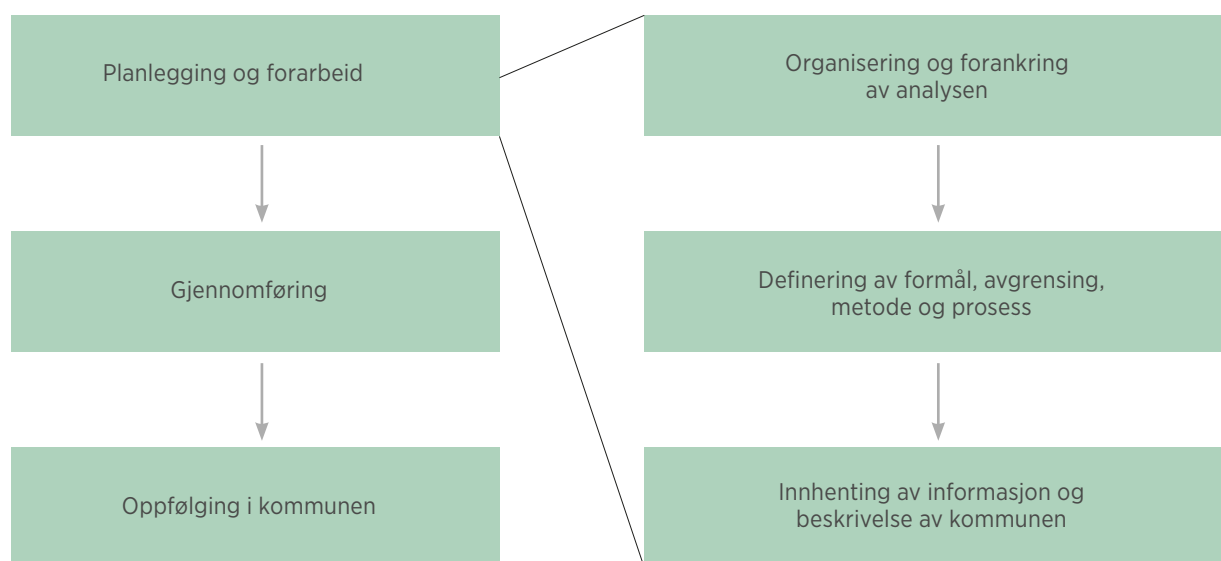 Planlegging og forarbeid
Gjennomføring
Oppfølging i kommunen
Organisering og forankring
av analysen
Definering av formål, avgrensing,
metode og prosess
Innhenting av informasjon og
beskrivelse av kommunen